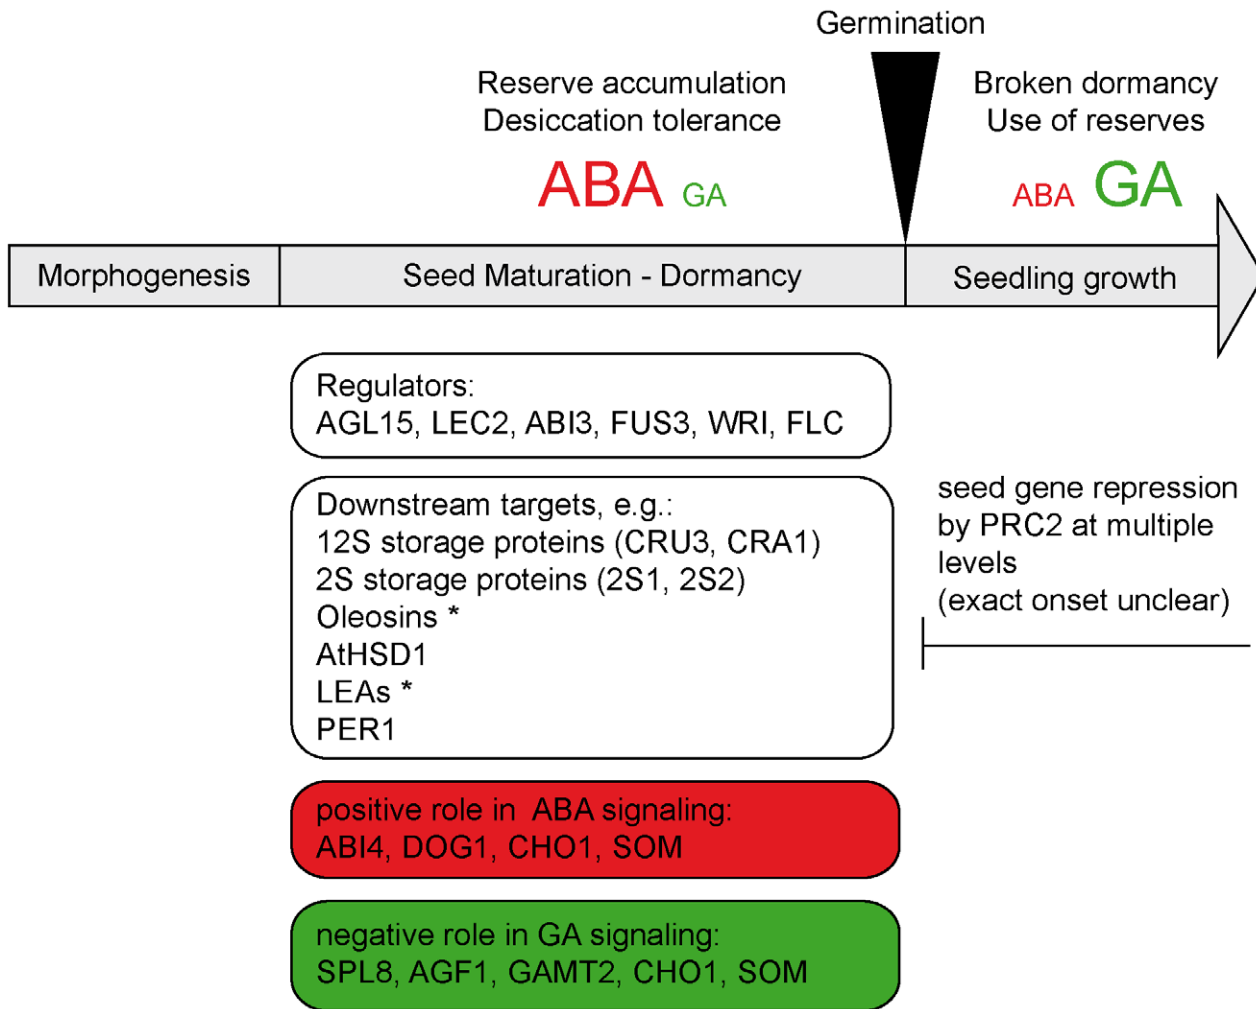 Germination
Reserve accumulation
Desiccation tolerance
Broken dormancy
Use of reserves
ABA GA
ABA GA
Morphogenesis
Seed Maturation - Dormancy
Seedling growth
Regulators:
AGL15, LEC2, ABI3, FUS3, WRI, FLC
Downstream targets, e.g.:
12S storage proteins (CRU3, CRA1)
2S storage proteins (2S1, 2S2)
Oleosins *
AtHSD1
LEAs *
PER1
seed gene repression
by PRC2 at multiple
levels
(exact onset unclear)
positive role in ABA signaling:
ABI4, DOG1, CHO1, SOM
negative role in GA signaling:
SPL8, AGF1, GAMT2, CHO1, SOM